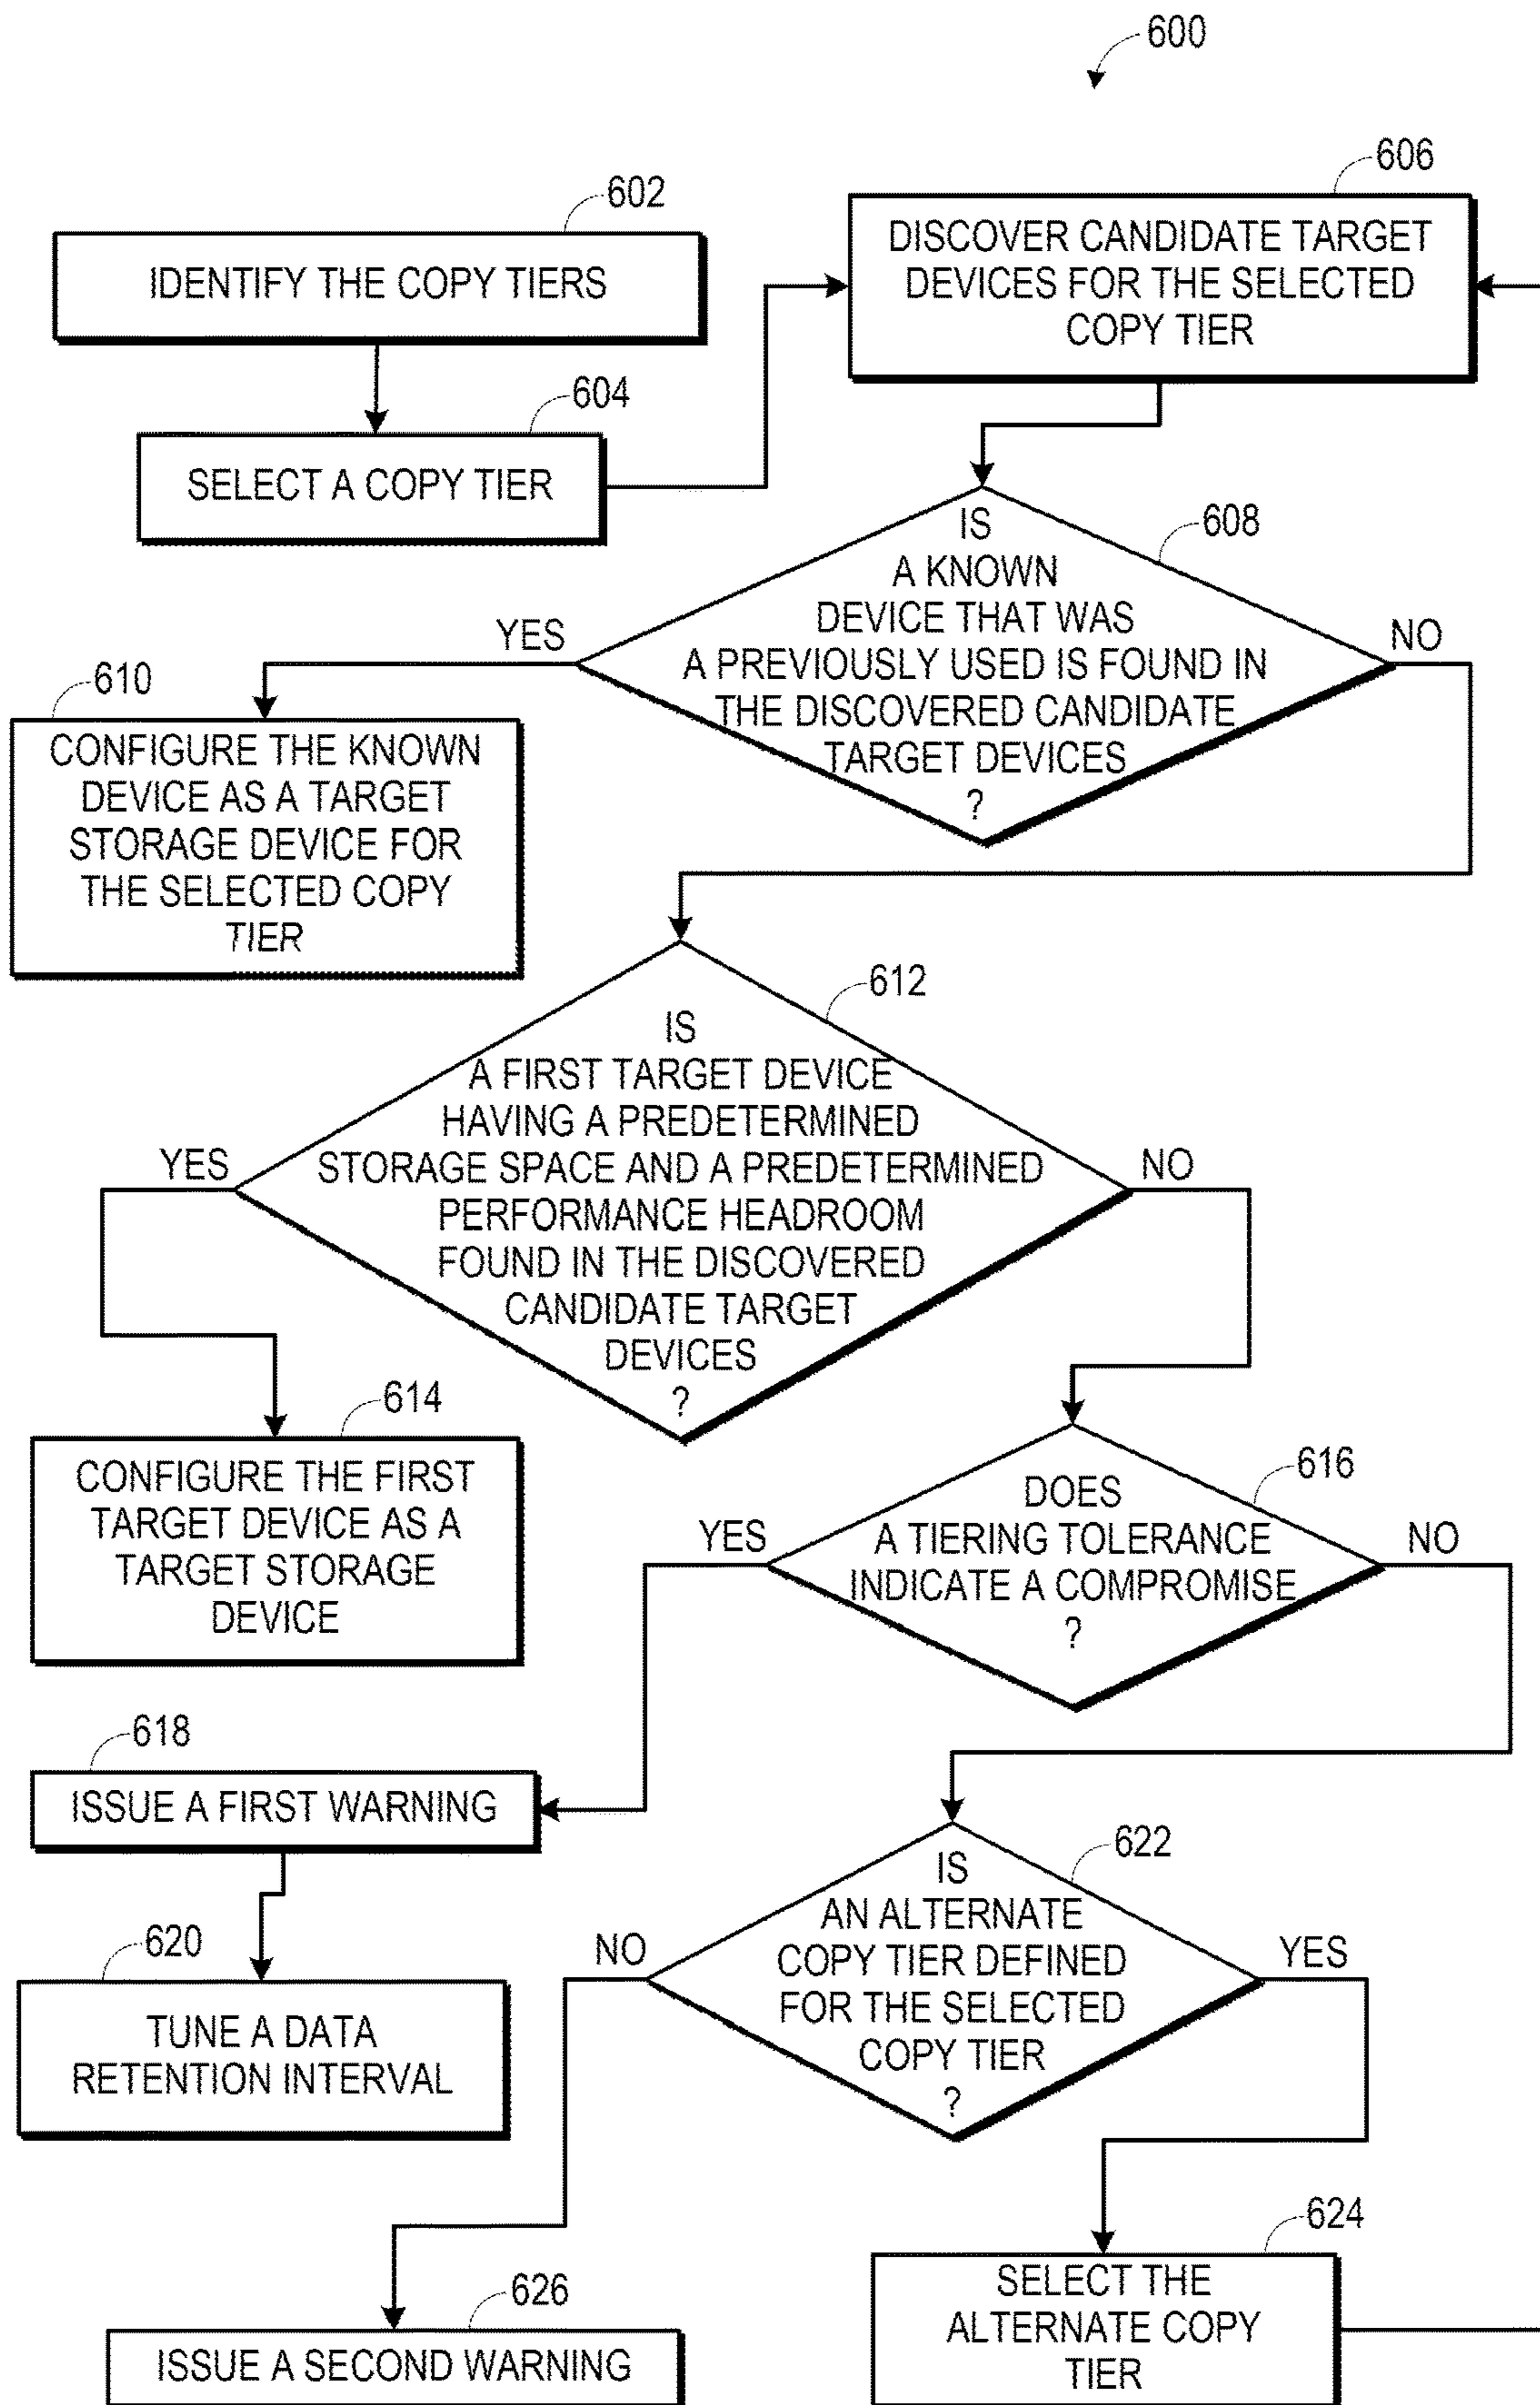 600
602
IDENTIFY THE COPY TIERS
604
SELECT A COPY TIER
606
DISCOVER CANDIDATE TARGET
DEVICES FOR THE SELECTED
COPY TIER
608
IS
A KNOWN
DEVICE THAT WAS
A PREVIOUSLY USED IS FOUND IN
THE DISCOVERED CANDIDATE
TARGET DEVICES
?
YES
NO
610
CONFIGURE THE KNOWN
DEVICE AS A TARGET
STORAGE DEVICE FOR
THE SELECTED COPY
TIER
612
IS
A FIRST TARGET DEVICE
HAVING A PREDETERMINED
STORAGE SPACE AND A PREDETERMINED
PERFORMANCE HEADROOM
FOUND IN THE DISCOVERED
CANDIDATE TARGET
DEVICES
?
YES
NO
614
CONFIGURE THE FIRST
TARGET DEVICE AS A
TARGET STORAGE
DEVICE
616
DOES
A TIERING TOLERANCE
INDICATE A COMPROMISE
?
YES
NO
618
ISSUE A FIRST WARNING
620
TUNE A DATA
RETENTION INTERVAL
622
IS
AN ALTERNATE
COPY TIER DEFINED
FOR THE SELECTED
COPY TIER
?
NO
YES
624
SELECT THE
ALTERNATE COPY
TIER
626
ISSUE A SECOND WARNING